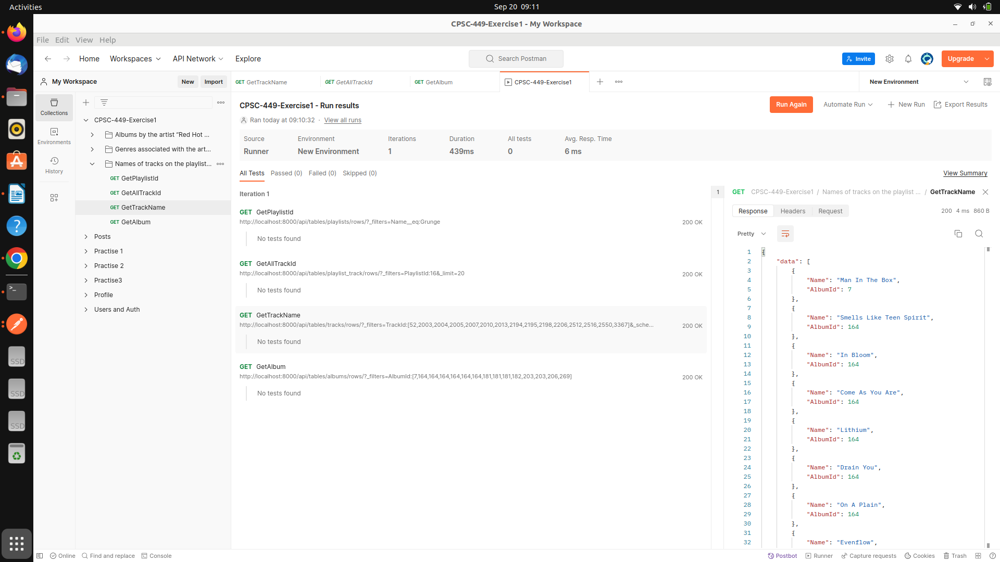 Activities
Sep 20 09:11
CPSC-449-Exercise1 - My Workspace
File Edit View Help
Home Workspaces API Network Explore
Search Postman
Invite
Upgrade
My Workspace
New Import
GET GetTrackName
GET GetAllTrackId
GET GetAlbum
CPSC-449-Exercise1
New Environment
Collections
Environments
History
CPSC-449-Exercise1
Albums by the artist “Red Hot ...
Genres associated with the art...
Names of tracks on the playlist...
GET GetPlaylistId
GET GetAllTrackId
GET GetTrackName
GET GetAlbum
Posts
Practise 1
Practise 2
Practise3
Profile
Users and Auth
CPSC-449-Exercise1 - Run results
Run Again Automate Run New Run Export Results
Ran today at 09:10:32 · View all runs
Source Environment Iterations Duration All tests Avg. Resp. Time
Runner New Environment 1 439ms 0 6 ms
All Tests Passed (0) Failed (0) Skipped (0)
View Summary
Iteration 1
GET GetPlaylistId
http://localhost:8000/api/tables/playlists/rows/?_filters=Name__eq:Grunge
200 OK
No tests found
GET GetAllTrackId
http://localhost:8000/api/tables/playlist_track/rows/?_filters=PlaylistId:16&_limit=20
200 OK
No tests found
GET GetTrackName
http://localhost:8000/api/tables/tracks/rows/?_filters=TrackId:[52,2003,2004,2005,2007,2010,2013,2194,2195,2198,2206,2512,2516,2550,3367]&_sche...
200 OK
No tests found
GET GetAlbum
http://localhost:8000/api/tables/albums/rows/?_filters=AlbumId:[7,164,164,164,164,164,164,181,181,181,182,203,203,206,269]
200 OK
No tests found
1
GET CPSC-449-Exercise1 / Names of tracks on the playlist ... / GetTrackName
Response Headers Request
200 4 ms 860 B
Pretty
1 {
2 "data": [
3 {
4 "Name": "Man In The Box",
5 "AlbumId": 7
6 },
7 {
8 "Name": "Smells Like Teen Spirit",
9 "AlbumId": 164
10 },
11 {
12 "Name": "In Bloom",
13 "AlbumId": 164
14 },
15 {
16 "Name": "Come As You Are",
17 "AlbumId": 164
18 },
19 {
20 "Name": "Lithium",
21 "AlbumId": 164
22 },
23 {
24 "Name": "Drain You",
25 "AlbumId": 164
26 },
27 {
28 "Name": "On A Plain",
29 "AlbumId": 164
30 },
31 {
32 "Name": "Evenflow",
SSD
SSD
SSD
Online Find and replace Console
Postbot Runner Capture requests Cookies Trash